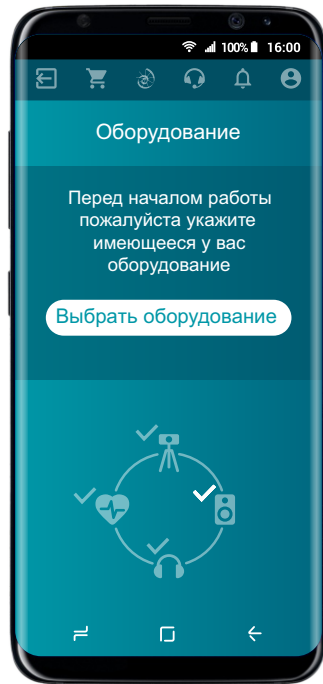 100% 16:00
Оборудование
Перед началом работы
пожалуйста укажите
имеющееся у вас
оборудование
Выбрать оборудование